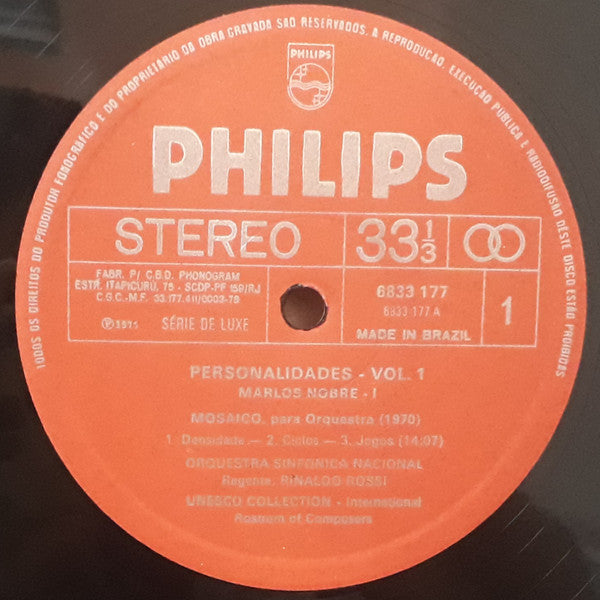 TODOS OS DIREITOS DO PRODUTOR FONOGRÁFICO E DO PROPRIETÁRIO DA OBRA GRAVADA SÃO RESERVADOS. A REPRODUÇÃO, EXECUÇÃO PÚBLICA E RADIODIFUSÃO DESTE DISCO ESTÃO PROIBIDAS
PHILIPS
PHILIPS
STEREO 33 1/3
FABR. P/ C.B.D. PHONOGRAM
ESTR. ITAPICURÚ, 75 - SCDP-PF 159/RJ
C.G.C.-M.F. 33.177.411/0003-79
SÉRIE DE LUXE
6833 177
6833 177 A
MADE IN BRAZIL
1
PERSONALIDADES - VOL. 1
MARLOS NOBRE - I
MOSAICO, para Orquestra (1970)
1. Densidade — 2. Ciclos — 3. Jogos (14:07)
ORQUESTRA SINFÔNICA NACIONAL
Regente: RINALDO ROSSI
UNESCO COLLECTION - International
Rostrum of Composers